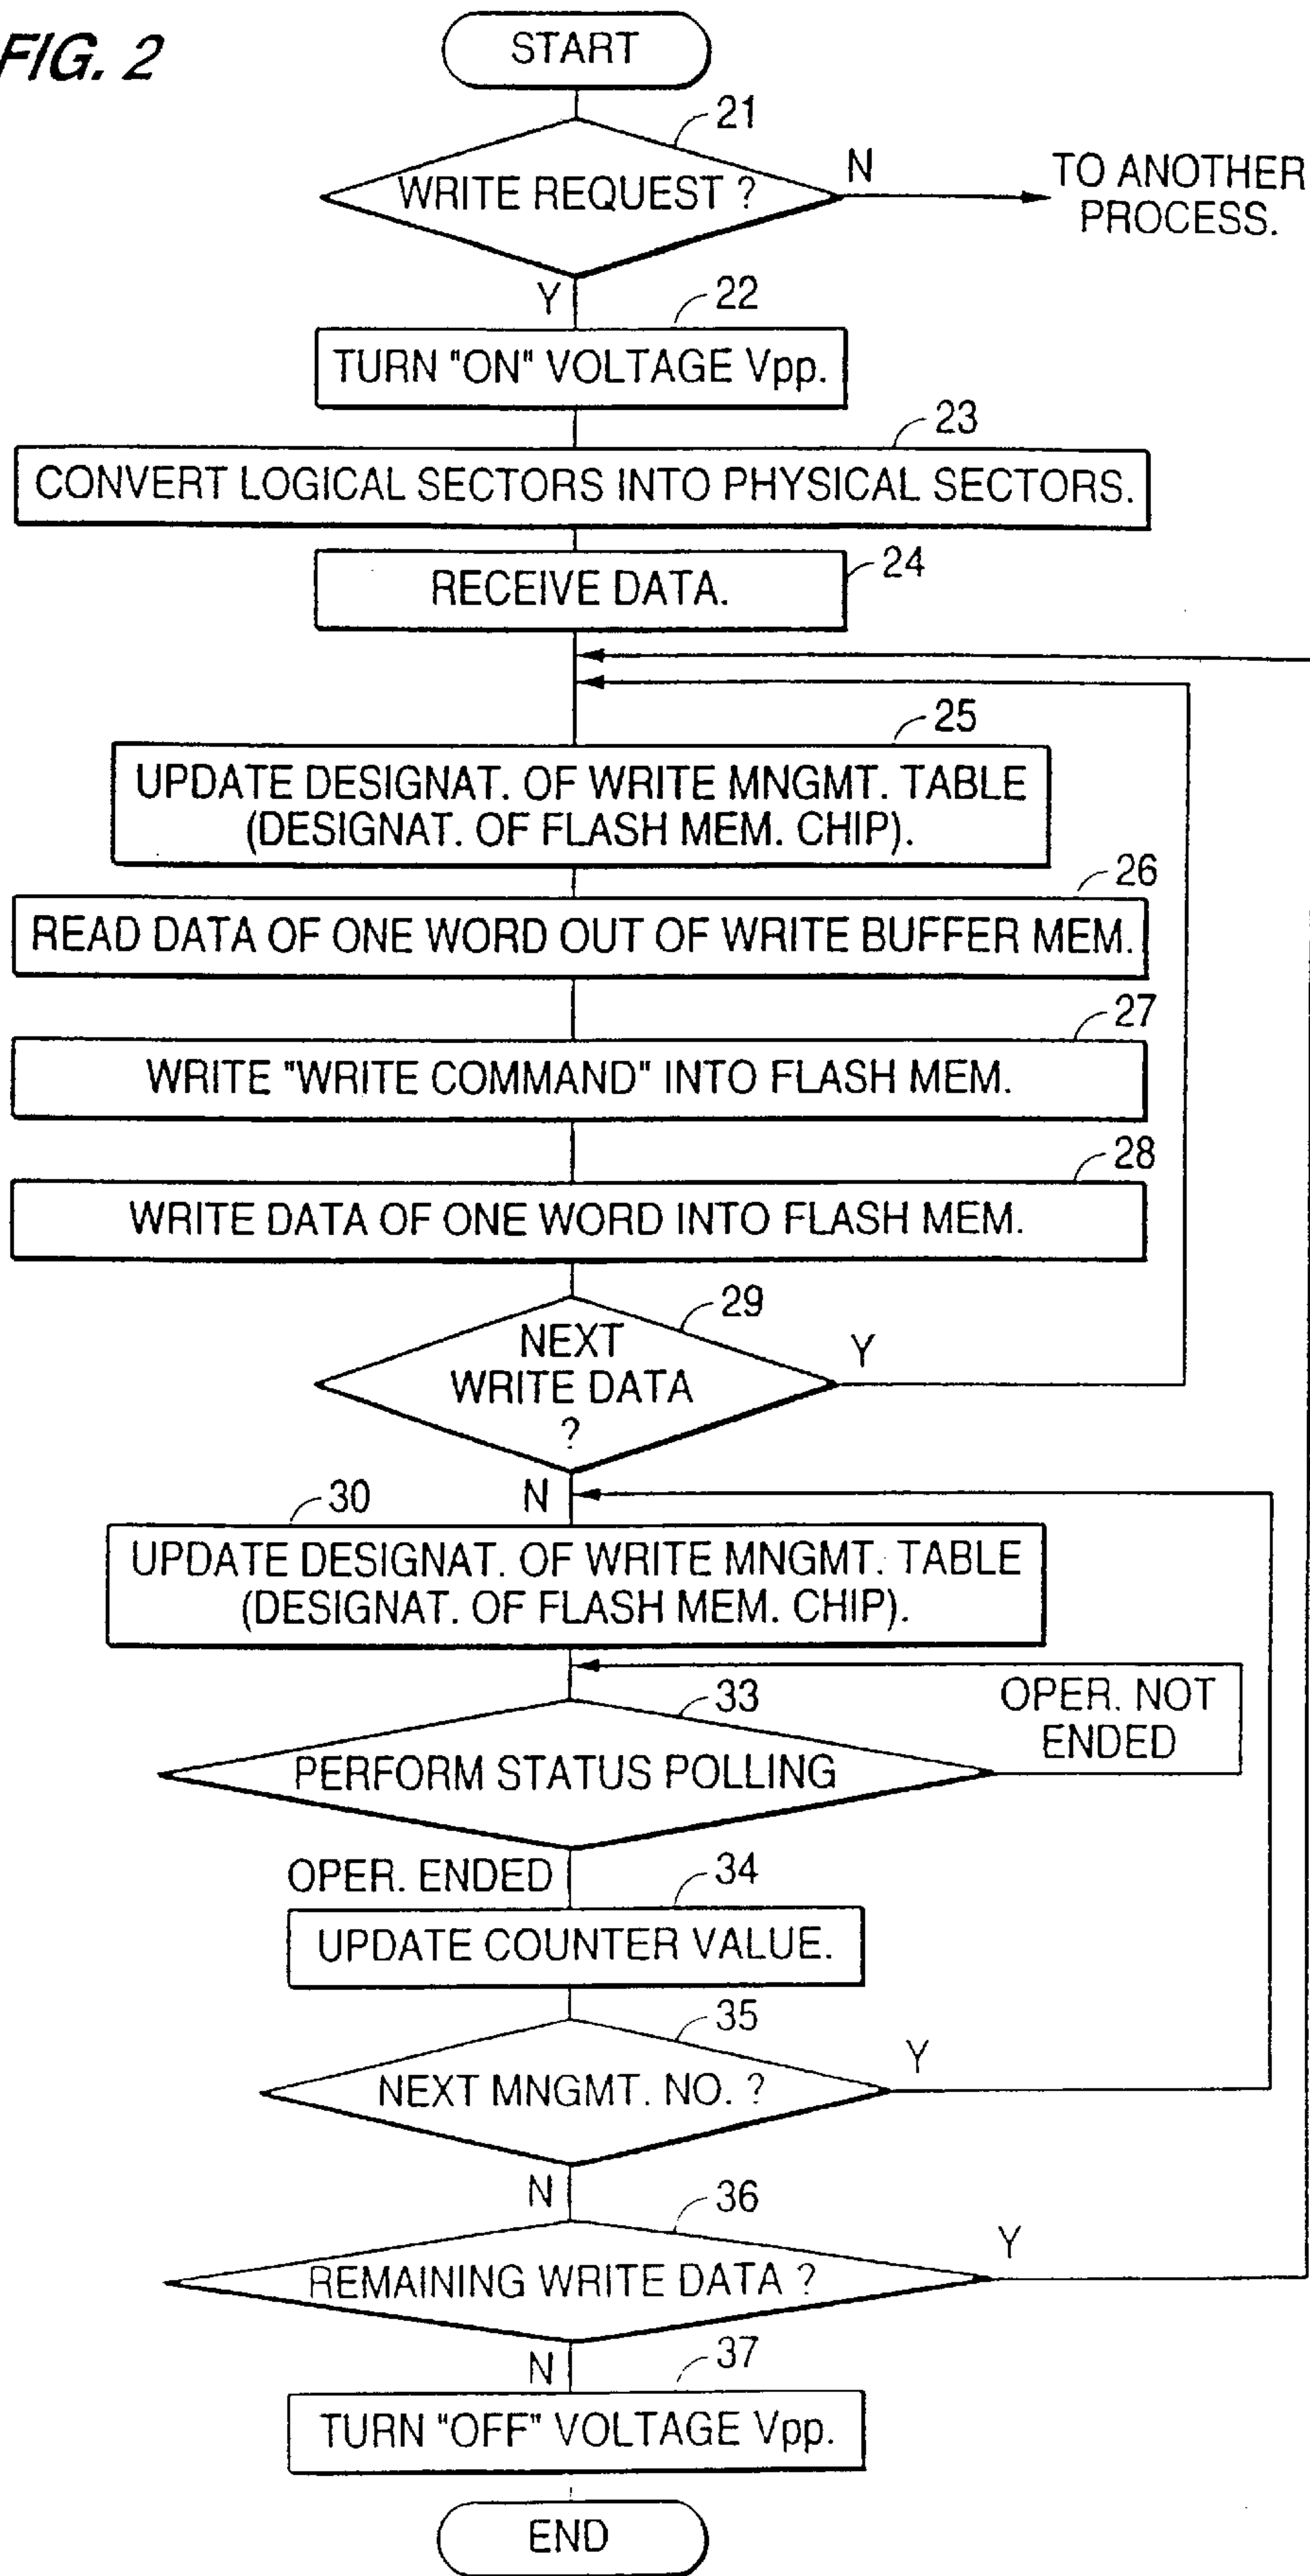 FIG. 2
START
21
WRITE REQUEST ?
N
TO ANOTHER
PROCESS.
Y
22
TURN "ON" VOLTAGE Vpp.
23
CONVERT LOGICAL SECTORS INTO PHYSICAL SECTORS.
24
RECEIVE DATA.
25
UPDATE DESIGNAT. OF WRITE MNGMT. TABLE
(DESIGNAT. OF FLASH MEM. CHIP).
26
READ DATA OF ONE WORD OUT OF WRITE BUFFER MEM.
27
WRITE "WRITE COMMAND" INTO FLASH MEM.
28
WRITE DATA OF ONE WORD INTO FLASH MEM.
29
NEXT
WRITE DATA
?
Y
N
30
UPDATE DESIGNAT. OF WRITE MNGMT. TABLE
(DESIGNAT. OF FLASH MEM. CHIP).
33
OPER. NOT
ENDED
PERFORM STATUS POLLING
OPER. ENDED
34
UPDATE COUNTER VALUE.
35
NEXT MNGMT. NO. ?
Y
N
36
REMAINING WRITE DATA ?
Y
N
37
TURN "OFF" VOLTAGE Vpp.
END